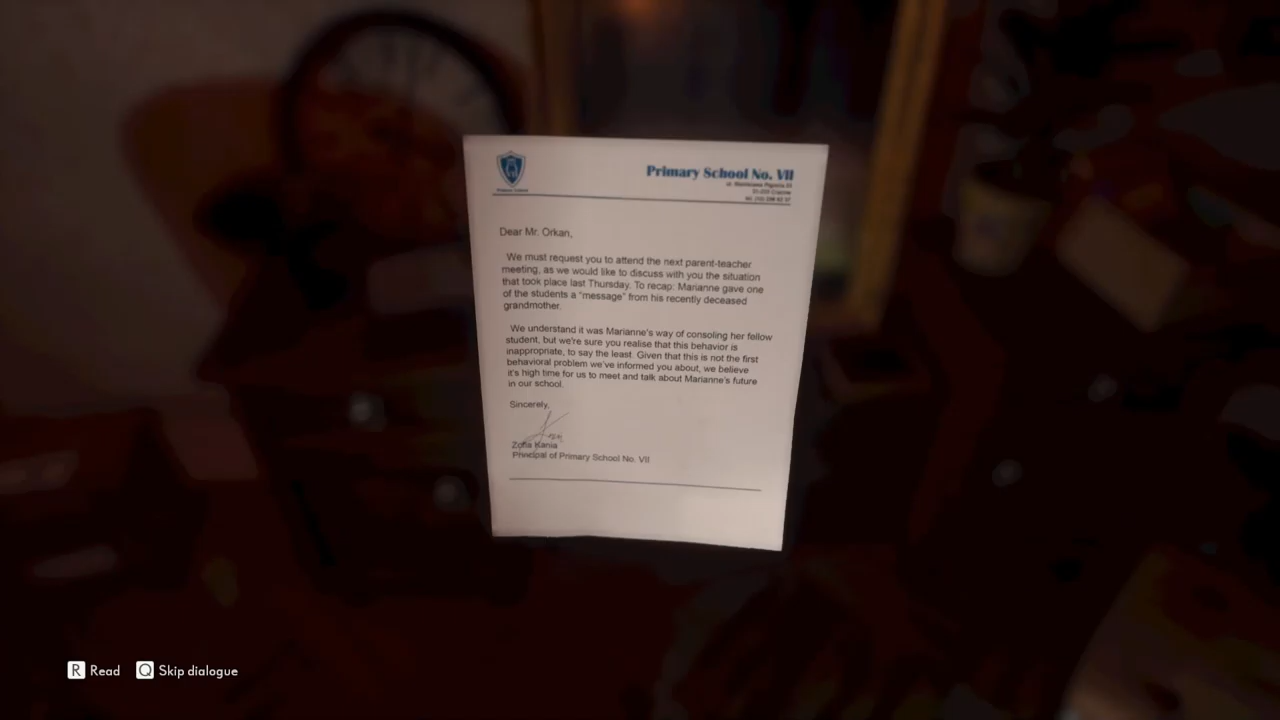 Primary School No. VII
Dear Mr. Orkan,
We must request you to attend the next parent-teacher
meeting, as we would like to discuss with you the situation
that took place last Thursday. To recap: Marianne gave one
of the students a "message" from his recently deceased
grandmother.
We understand it was Marianne's way of consoling her fellow
student, but we're sure you realise that this behavior is
inappropriate, to say the least. Given that this is not the first
behavioral problem we've informed you about, we believe
it's high time for us to meet and talk about Marianne's future
in our school.
Sincerely,
Zofia Kania
Principal of Primary School No. VII
R Read Q Skip dialogue